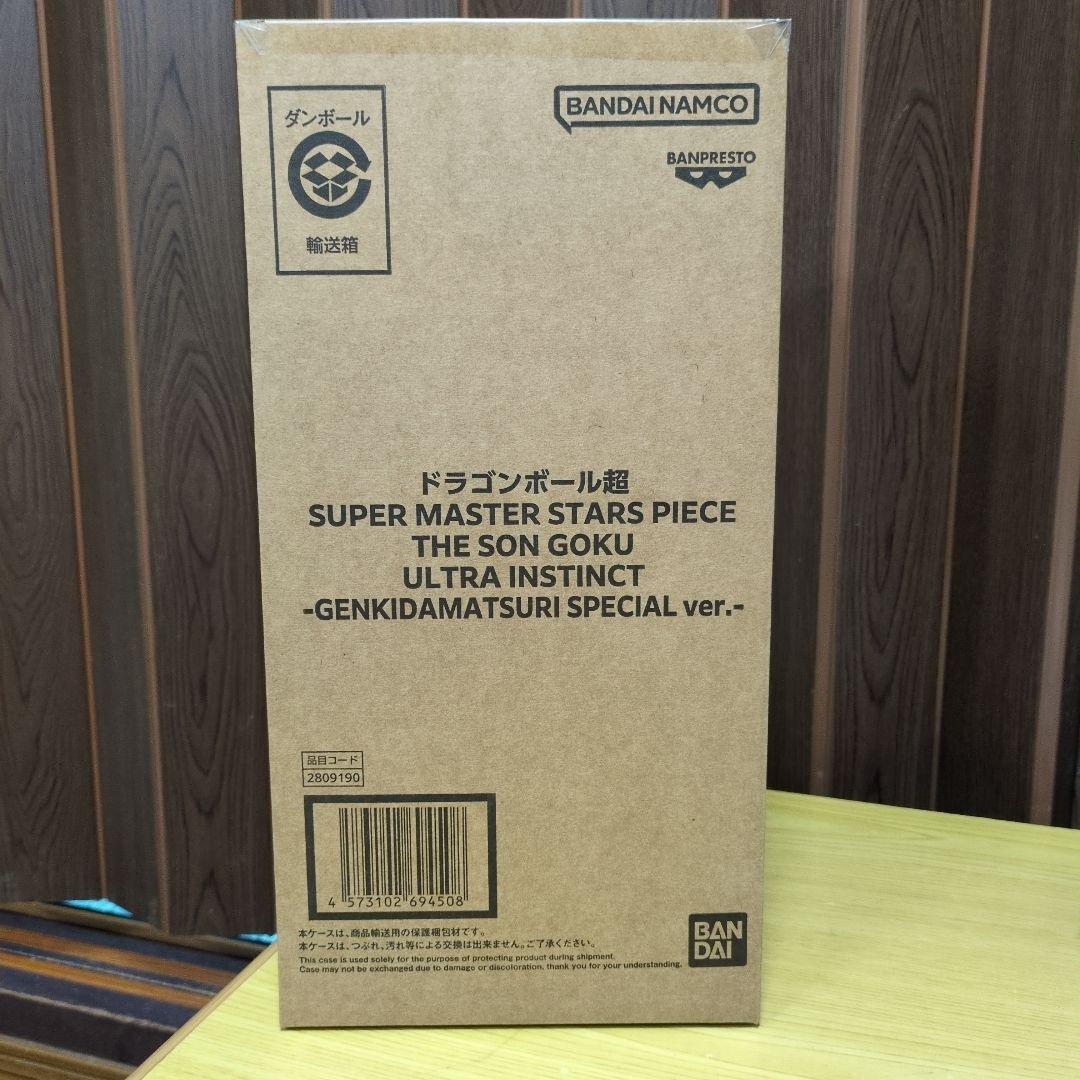 ダンボール
輸送箱
BANDAI NAMCO
BANPRESTO
ドラゴンボール超
SUPER MASTER STARS PIECE
THE SON GOKU
ULTRA INSTINCT
-GENKIDAMATSURI SPECIAL ver.-
品目コード
2809190
4 573102 694508
本ケースは、商品輸送用の保護梱包材です。
本ケースは、つぶれ、汚れ等による交換は出来ません。ご了承ください。
This case is used solely for the purpose of protecting product during shipment.
Case may not be exchanged due to damage or discoloration. thank you for your understanding.
BAN
DAI